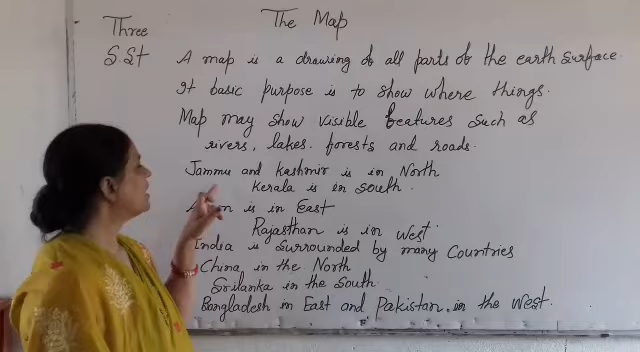 The Map
Three
S.St
A map is a drawing of all parts of the earth surface.
It basic purpose is to show where things.
Map may show visible features such as
rivers, lakes. forests and roads.
Jammu and Kashmir is in North
Kerala is in South.
is in East
Rajasthan is in West.
India is Surrounded by many Countries
China in the North
Srilanka in the South
Bangladesh in East and Pakistan in the West.